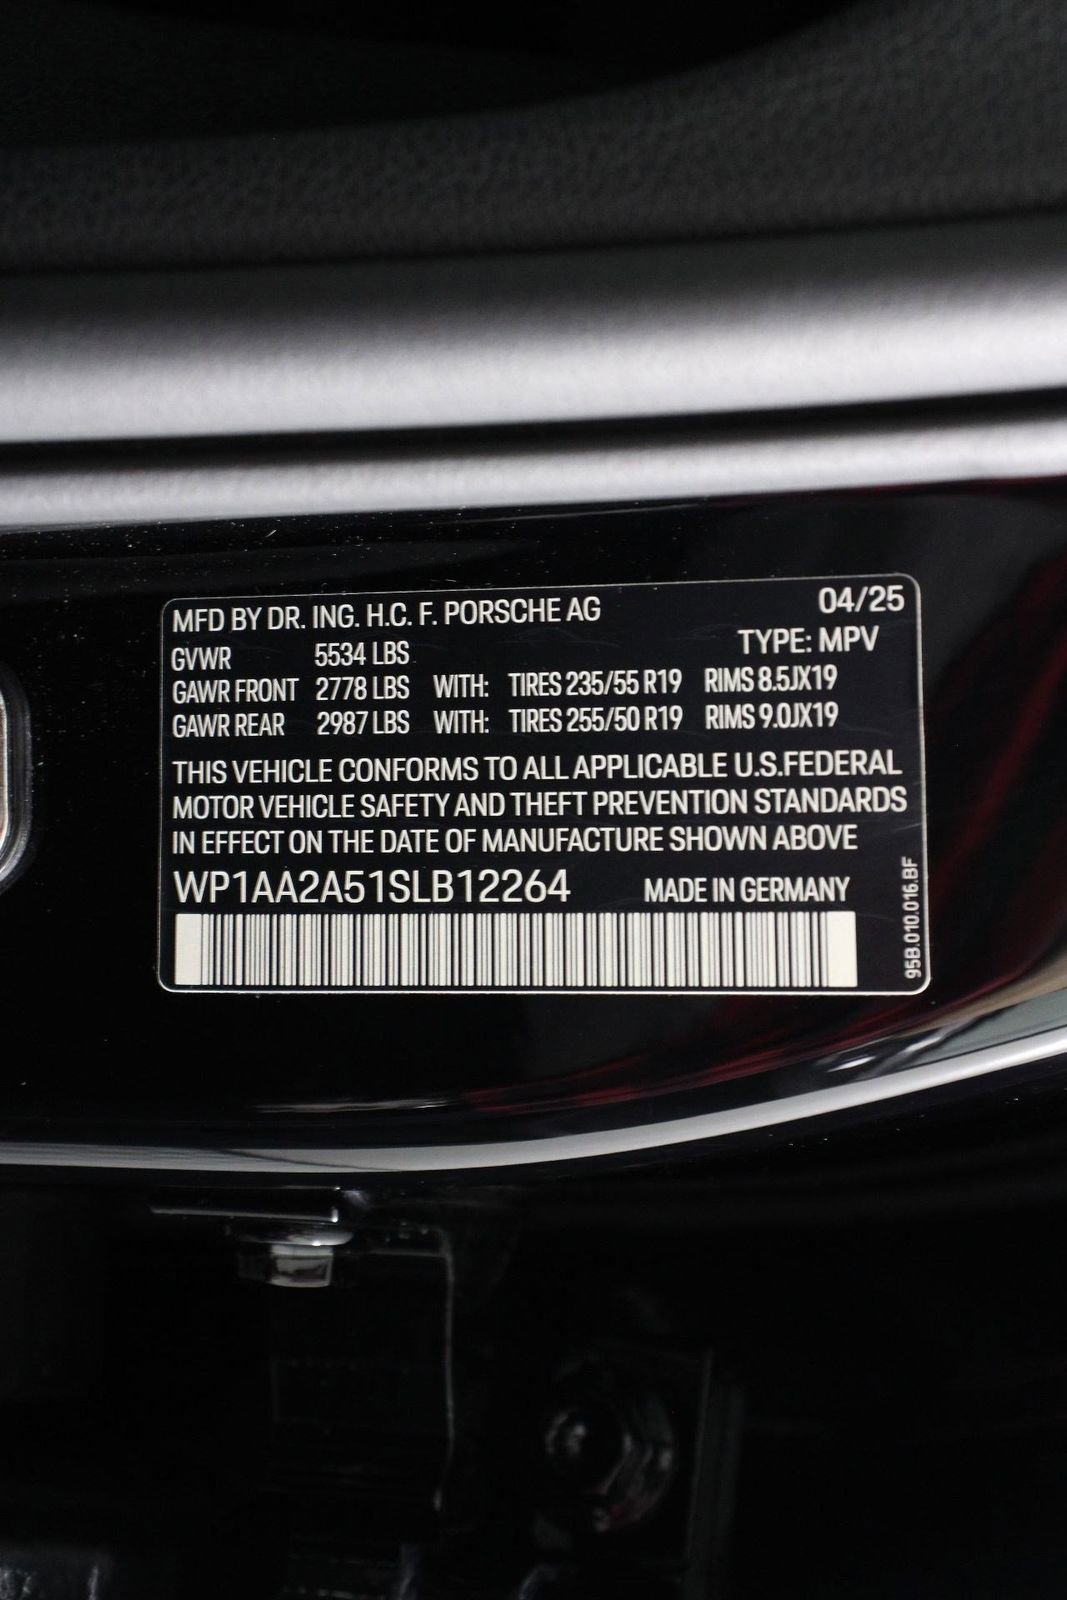 MFD BY DR. ING. H.C. F. PORSCHE AG 04/25
TYPE: MPV
GVWR 5534 LBS
GAWR FRONT 2778 LBS WITH: TIRES 235/55 R19 RIMS 8.5JX19
GAWR REAR 2987 LBS WITH: TIRES 255/50 R19 RIMS 9.0JX19
THIS VEHICLE CONFORMS TO ALL APPLICABLE U.S.FEDERAL
MOTOR VEHICLE SAFETY AND THEFT PREVENTION STANDARDS
IN EFFECT ON THE DATE OF MANUFACTURE SHOWN ABOVE
WP1AA2A51SLB12264 MADE IN GERMANY
95B.010.016.BF